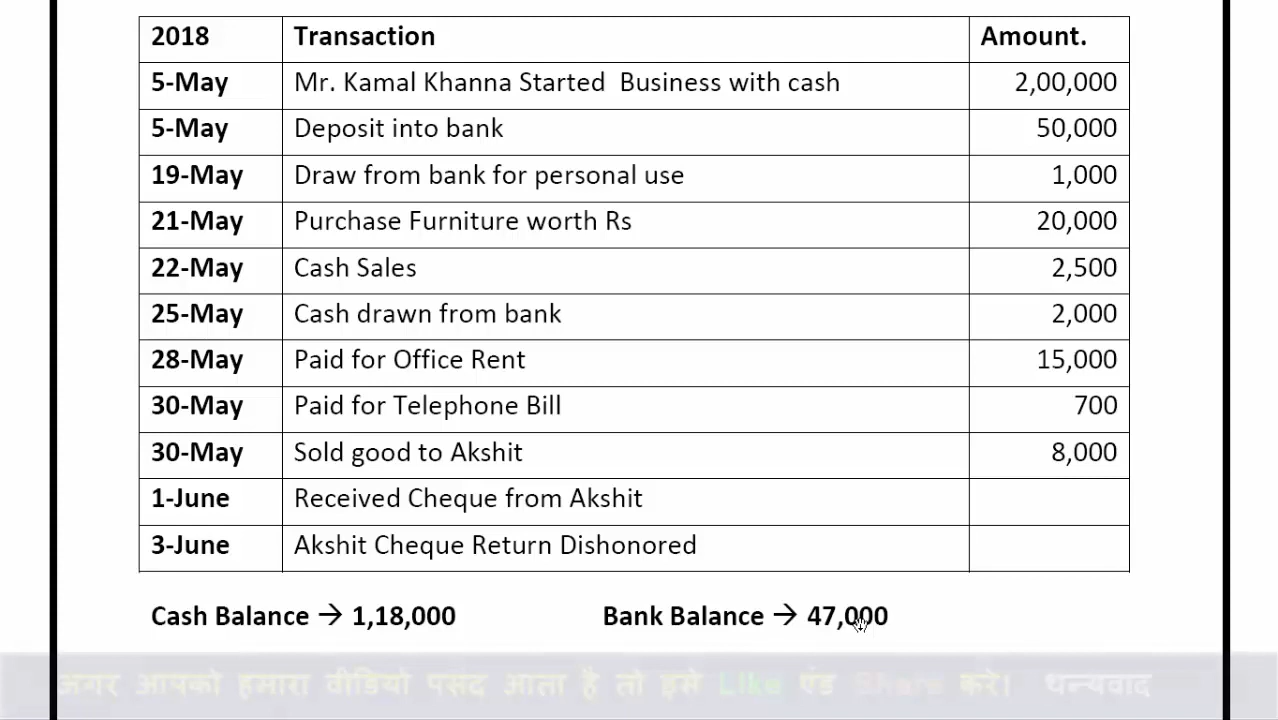 2018 Transaction Amount.
5-May Mr. Kamal Khanna Started Business with cash 2,00,000
5-May Deposit into bank 50,000
19-May Draw from bank for personal use 1,000
21-May Purchase Furniture worth Rs 20,000
22-May Cash Sales 2,500
25-May Cash drawn from bank 2,000
28-May Paid for Office Rent 15,000
30-May Paid for Telephone Bill 700
30-May Sold good to Akshit 8,000
1-June Received Cheque from Akshit
3-June Akshit Cheque Return Dishonored
Cash Balance → 1,18,000 Bank Balance → 47,000
अगर आपको हमारा वीडियो पसंद आता है तो इसे Like एंड Share करे। धन्यवाद